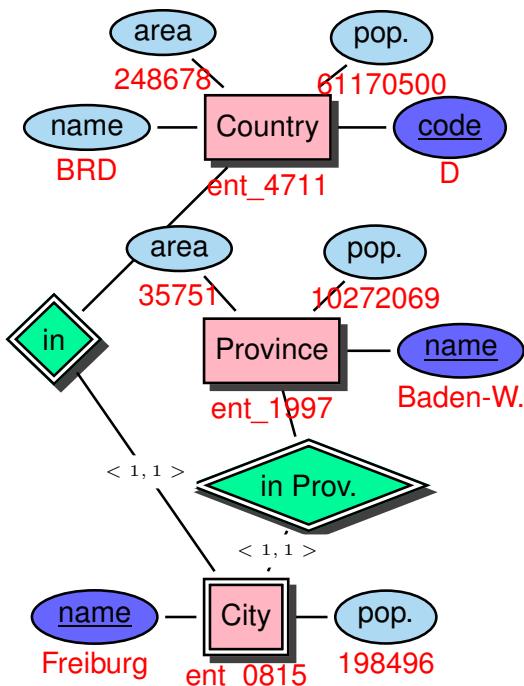 area
pop.
248678
61170500
name
Country
code
BRD
ent_4711
D
area
pop.
35751
10272069
in
Province
name
ent_1997
Baden-W.
< 1, 1 >
in Prov.
< 1, 1 >
name
City
pop.
Freiburg
ent_0815
198496